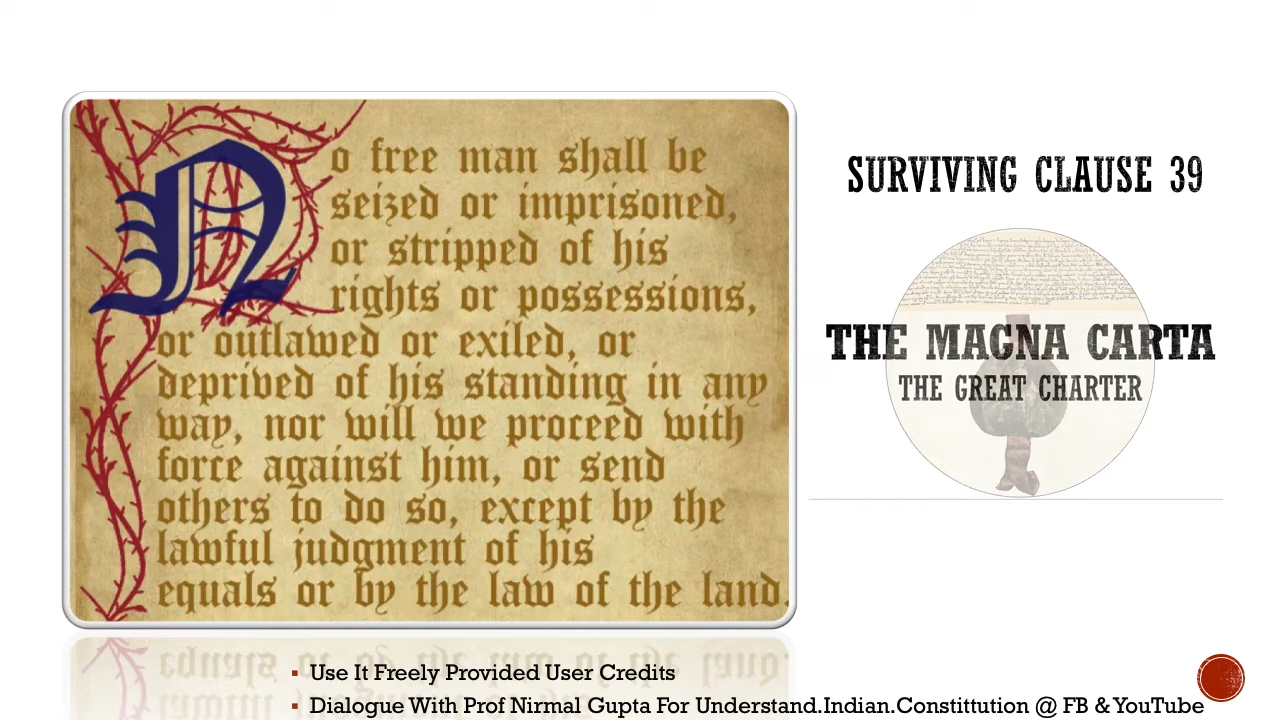 No free man shall be
seized or imprisoned,
or stripped of his
rights or possessions,
or outlawed or exiled, or
deprived of his standing in any
way, nor will we proceed with
force against him, or send
others to do so, except by the
lawful judgment of his
equals or by the law of the land.
SURVIVING CLAUSE 39
THE MAGNA CARTA
THE GREAT CHARTER
▪ Use It Freely Provided User Credits
▪ Dialogue With Prof Nirmal Gupta For Understand.Indian.Constittution @ FB & YouTube